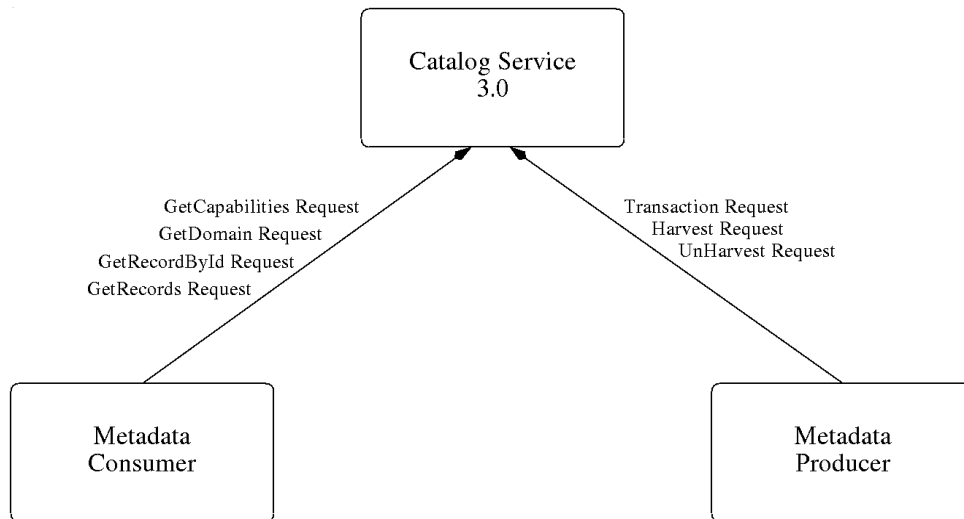 Catalog Service
3.0
GetCapabilities Request
GetDomain Request
GetRecordById Request
GetRecords Request
Transaction Request
Harvest Request
UnHarvest Request
Metadata
Consumer
Metadata
Producer